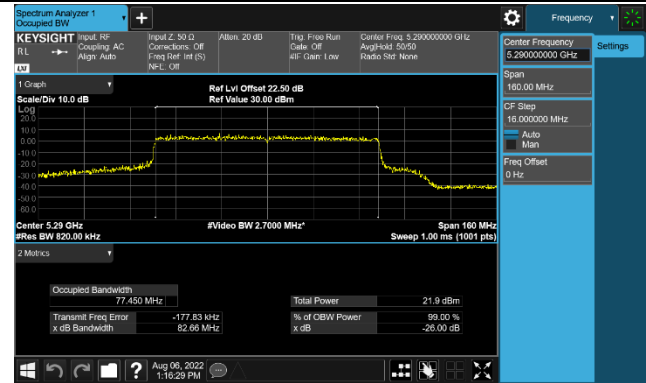 Spectrum Analyzer 1
Occupied BW
Frequency
KEYSIGHT
RL
LXI
Input: RF
Coupling: AC
Align: Auto
Input Z: 50 Ω
Corrections: Off
Freq Ref: Int (S)
NFE: Off
Atten: 20 dB
Trig: Free Run
Gate: Off
#IF Gain: Low
Center Freq: 5.290000000 GHz
Avg|Hold: 50/50
Radio Std: None
Center Frequency
5.290000000 GHz
Settings
Span
160.00 MHz
CF Step
16.000000 MHz
Auto
Man
Freq Offset
0 Hz
1 Graph
Scale/Div 10.0 dB
Ref Lvl Offset 22.50 dB
Ref Value 30.00 dBm
Log
20.0
10.0
0.00
-10.0
-20.0
-30.0
-40.0
-50.0
-60.0
Center 5.29 GHz
#Res BW 820.00 kHz
#Video BW 2.7000 MHz*
Span 160 MHz
Sweep 1.00 ms (1001 pts)
2 Metrics
Occupied Bandwidth
77.450 MHz
Total Power 21.9 dBm
Transmit Freq Error -177.83 kHz
% of OBW Power 99.00 %
x dB Bandwidth 82.66 MHz
x dB -26.00 dB
Aug 06, 2022
1:16:29 PM